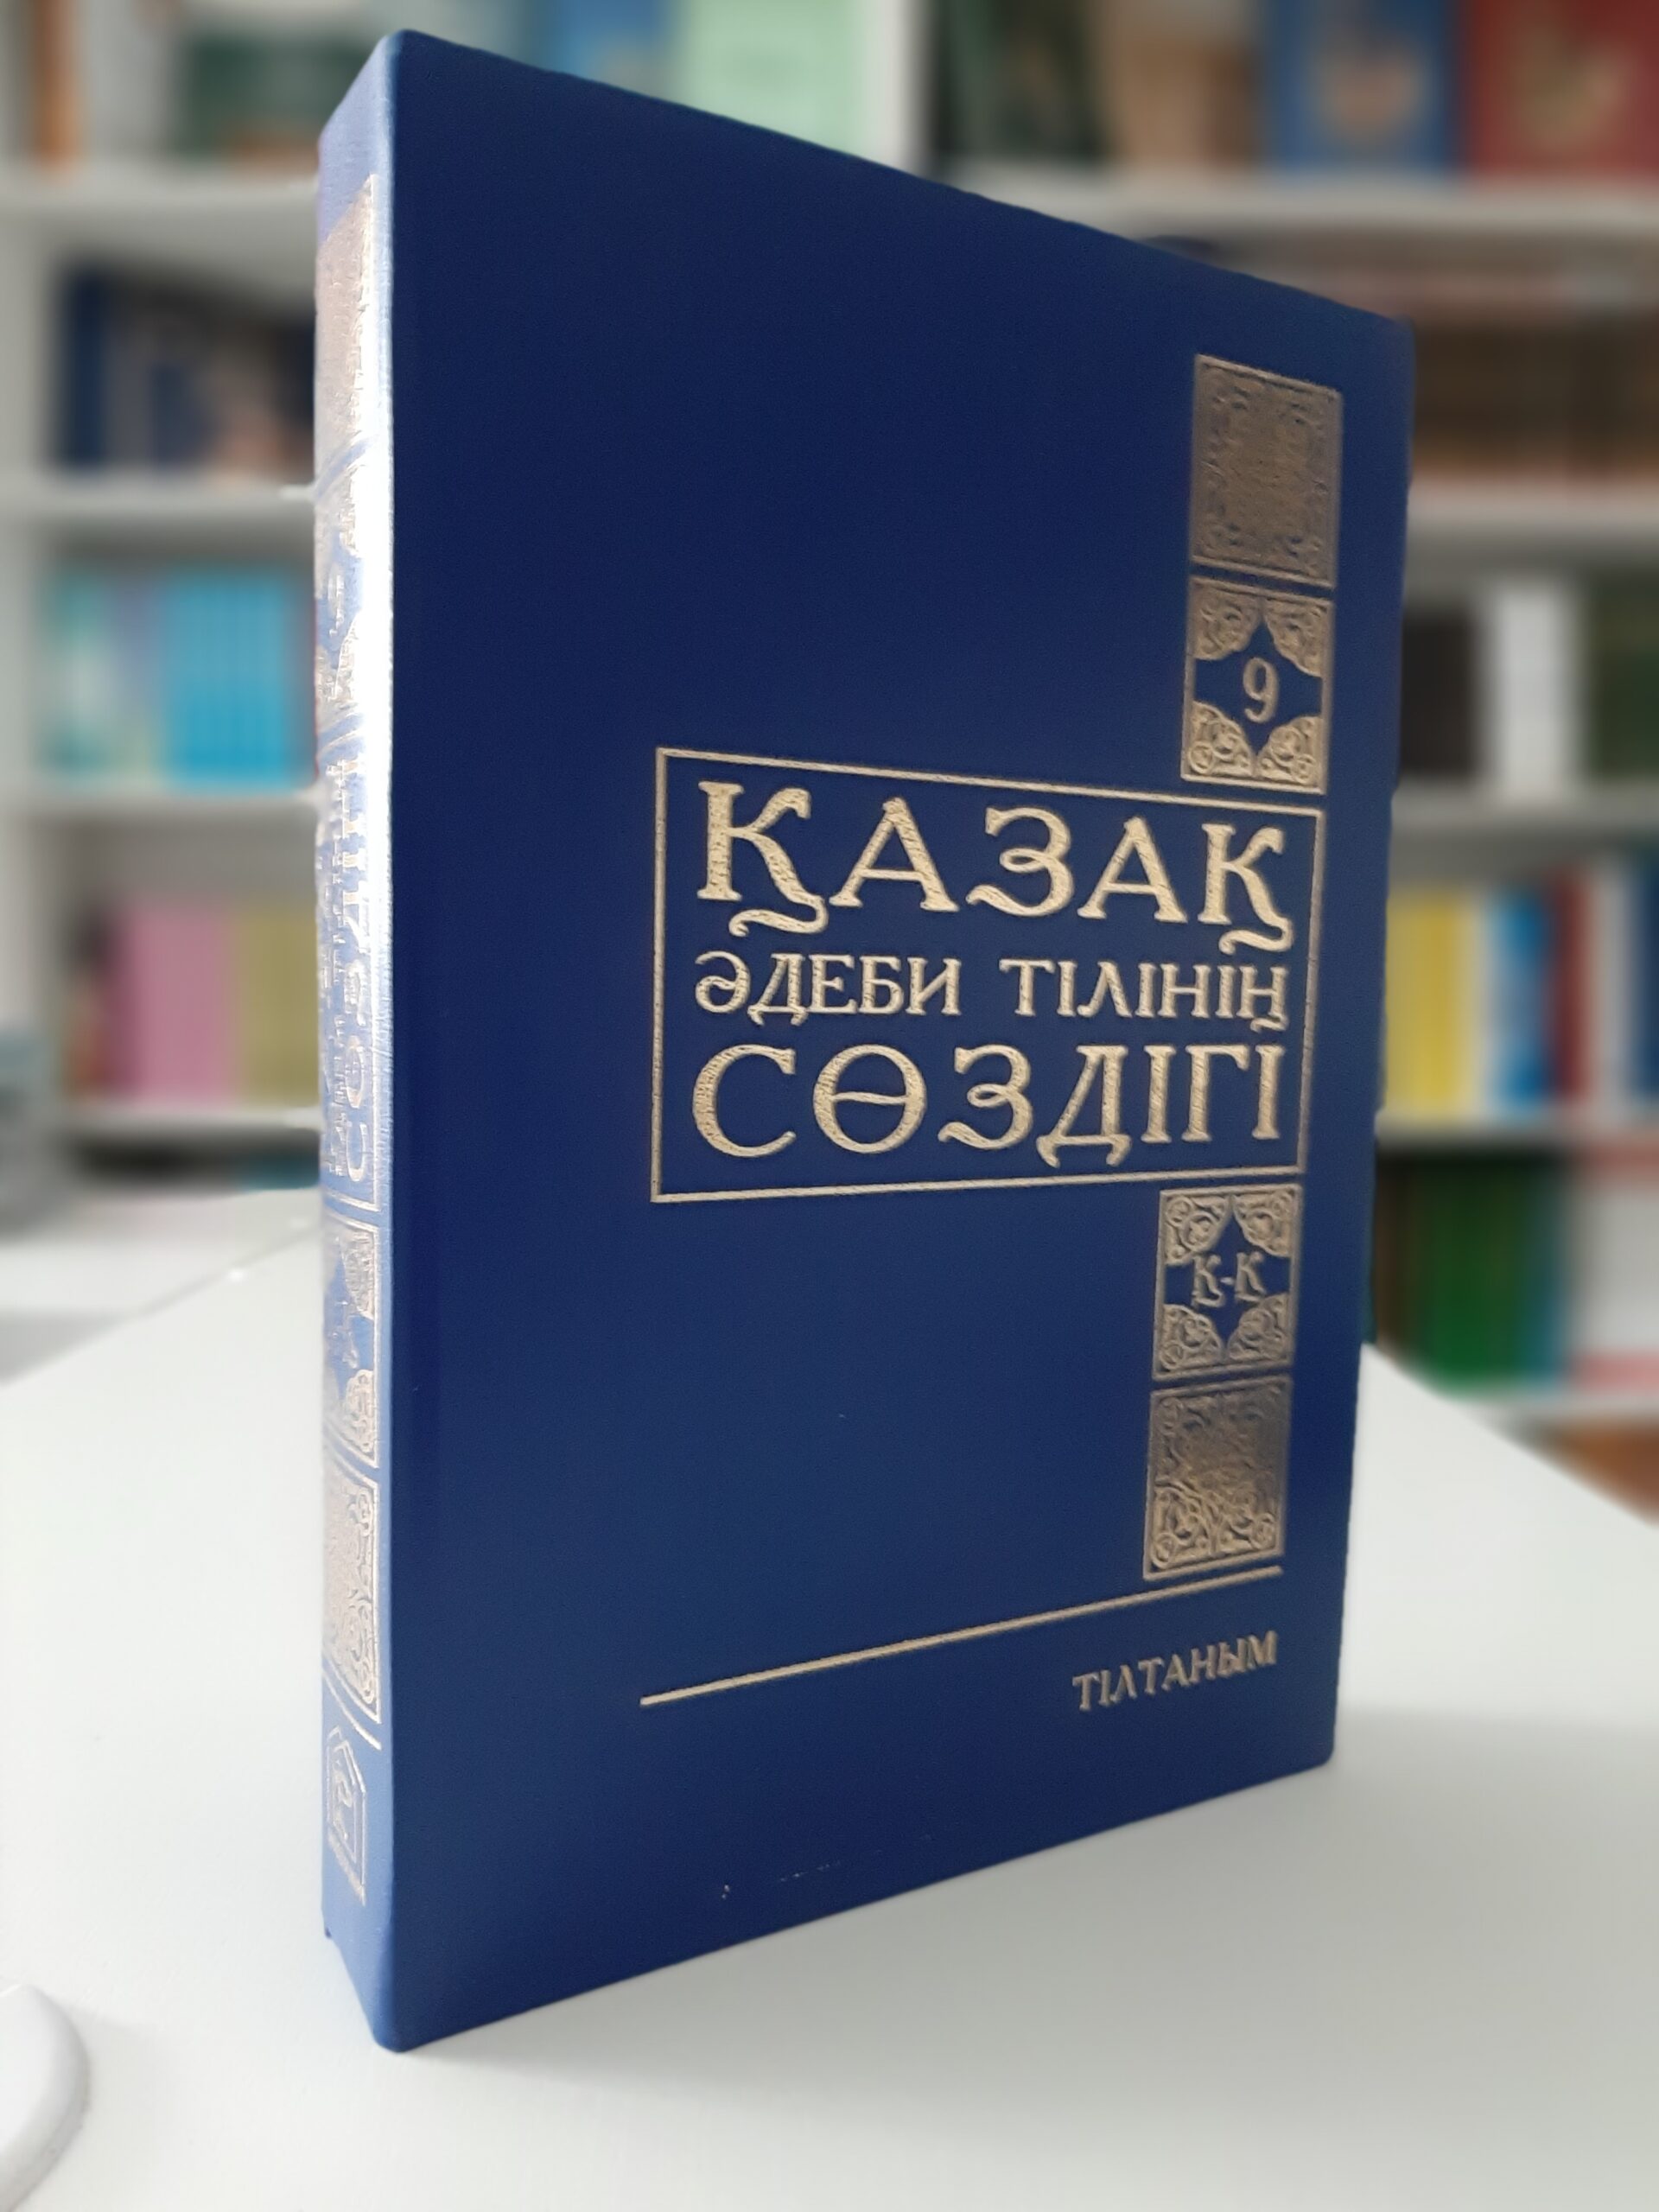 9
ҚАЗАҚ
ӘДЕБИ ТІЛІНІҢ
СӨЗДІГІ
Қ-Қ
ТІЛТАНЫМ